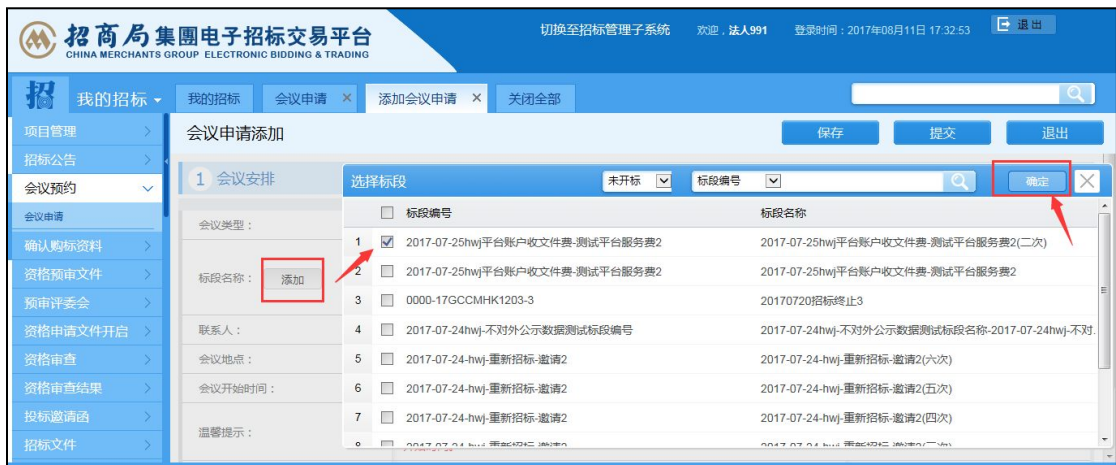 招商局集團电子招标交易平台
CHINA MERCHANTS GROUP ELECTRONIC BIDDING & TRADING
切换至招标管理子系统 欢迎，法人991 登录时间：2017年08月11日 17:32:53 退出
招 我的招标 我的招标 会议申请 × 添加会议申请 × 关闭全部
项目管理
招标公告
会议预约
会议申请
确认购标资料
资格预审文件
预审评委会
资格申请文件开启
资格审查
资格审查结果
投标邀请函
招标文件
会议申请添加 保存 提交 退出
1 会议安排
会议类型：
标段名称： 添加
联系人：
会议地点：
会议开始时间：
温馨提示：
选择标段 未开标 标段编号 确定
标段编号 标段名称
1 2017-07-25hwj平台账户收文件费-测试平台服务费2 2017-07-25hwj平台账户收文件费-测试平台服务费2(二次)
2 2017-07-25hwj平台账户收文件费-测试平台服务费2 2017-07-25hwj平台账户收文件费-测试平台服务费2
3 0000-17GCCMHK1203-3 20170720招标终止3
4 2017-07-24hwj-不对外公示数据测试标段编号 2017-07-24hwj-不对外公示数据测试标段名称-2017-07-24hwj-不对.
5 2017-07-24-hwj-重新招标-邀请2 2017-07-24-hwj-重新招标-邀请2(六次)
6 2017-07-24-hwj-重新招标-邀请2 2017-07-24-hwj-重新招标-邀请2(五次)
7 2017-07-24-hwj-重新招标-邀请2 2017-07-24-hwj-重新招标-邀请2(四次)